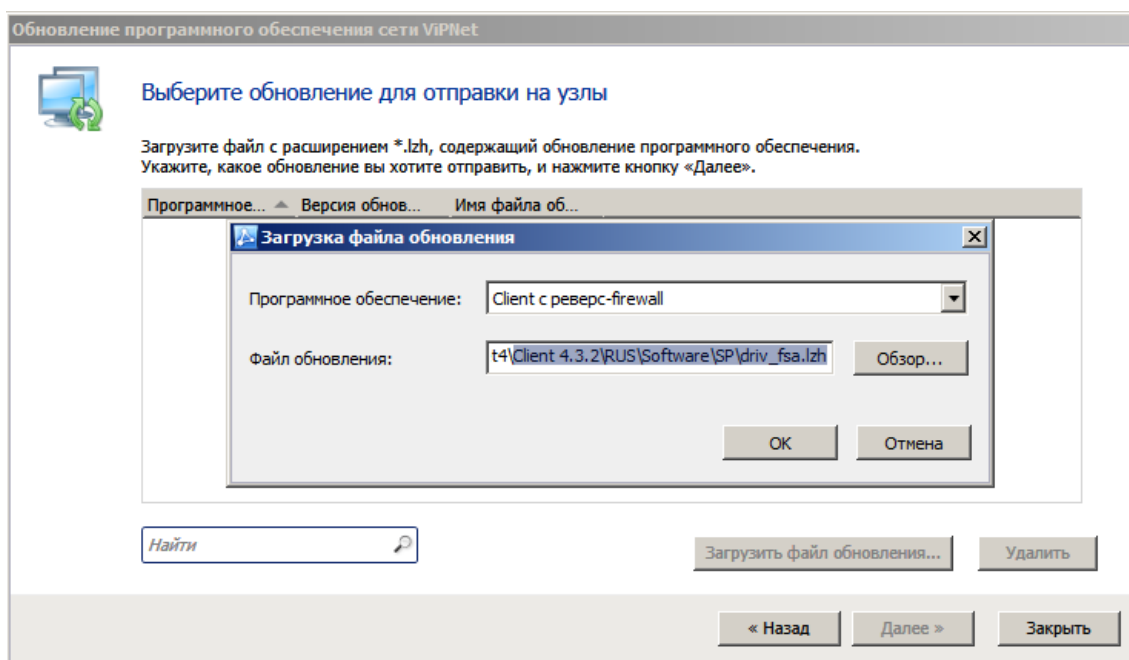 Обновление программного обеспечения сети ViPNet
Выберите обновление для отправки на узлы
Загрузите файл с расширением *.lzh, содержащий обновление программного обеспечения.
Укажите, какое обновление вы хотите отправить, и нажмите кнопку «Далее».
Программное... Версия обнов... Имя файла об...
Загрузка файла обновления
Программное обеспечение: Client с реверс-firewall
Файл обновления: t4\Client 4.3.2\RUS\Software\SP\driv_fsa.lzh Обзор...
OK Отмена
Найти Загрузить файл обновления... Удалить
« Назад Далее » Закрыть